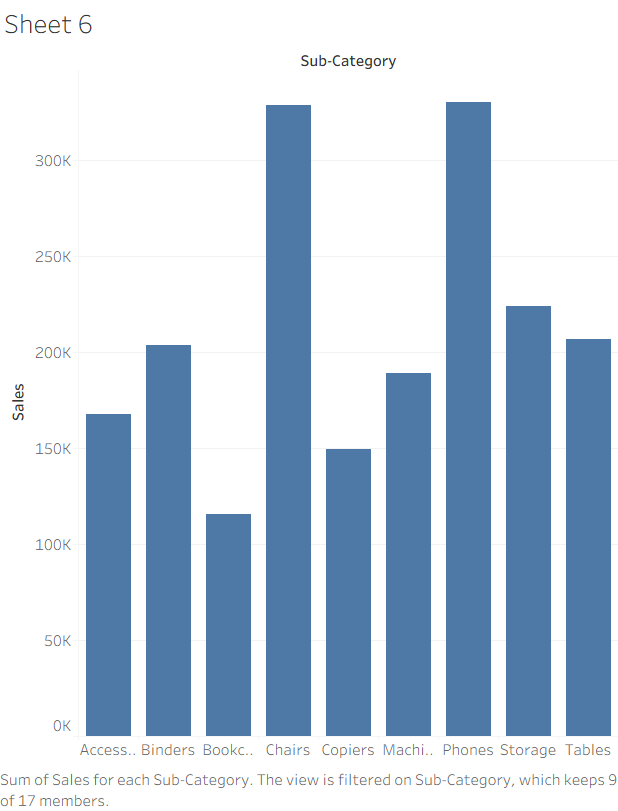 Sheet 6
Sub-Category
300K
250K
200K
150K
100K
50K
0K
Sales
Access.. Binders Bookc.. Chairs Copiers Machi.. Phones Storage Tables
Sum of Sales for each Sub-Category. The view is filtered on Sub-Category, which keeps 9
of 17 members.